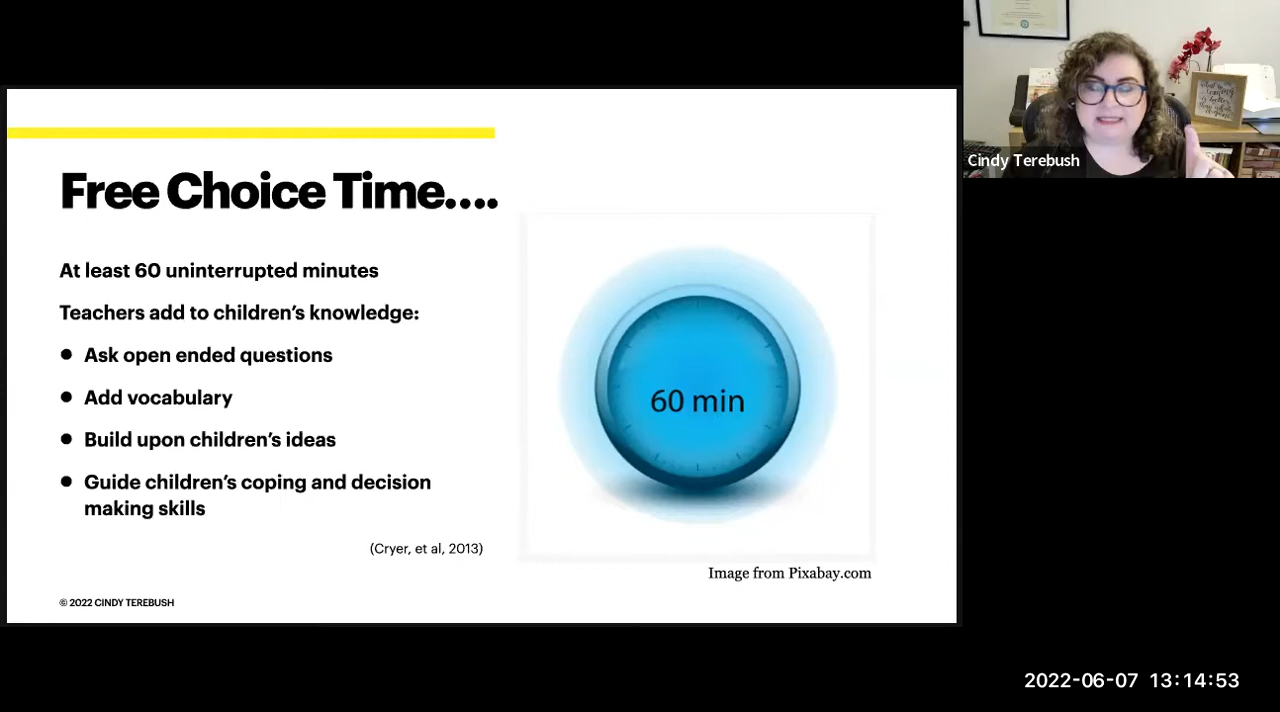 Free Choice Time....
At least 60 uninterrupted minutes
Teachers add to children’s knowledge:
● Ask open ended questions
● Add vocabulary
● Build upon children’s ideas
● Guide children’s coping and decision
making skills
(Cryer, et al, 2013)
60 min
Image from Pixabay.com
© 2022 CINDY TEREBUSH
Cindy Terebush
2022-06-07 13:14:53